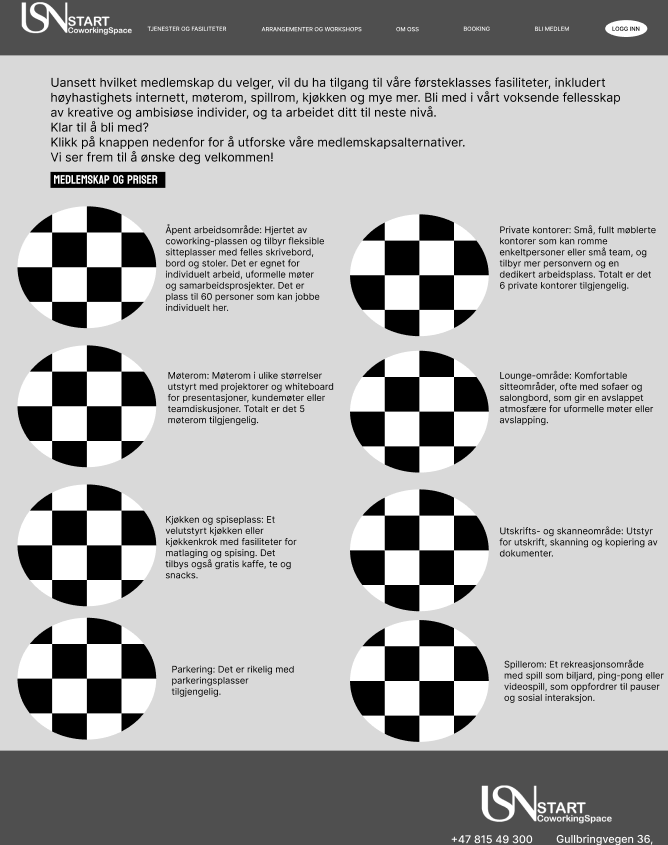 USN START
CoworkingSpace
TJENESTER OG FASILITETER
ARRANGEMENTER OG WORKSHOPS
OM OSS
BOOKING
BLI MEDLEM
LOGG INN
Uansett hvilket medlemskap du velger, vil du ha tilgang til våre førsteklasses fasiliteter, inkludert
høyhastighets internett, møterom, spillrom, kjøkken og mye mer. Bli med i vårt voksende fellesskap
av kreative og ambisiøse individer, og ta arbeidet ditt til neste nivå.
Klar til å bli med?
Klikk på knappen nedenfor for å utforske våre medlemskapsalternativer.
Vi ser frem til å ønske deg velkommen!
MEDLEMSKAP OG PRISER
Åpent arbeidsområde: Hjertet av
coworking-plassen og tilbyr fleksible
sitteplasser med felles skrivebord,
bord og stoler. Det er egnet for
individuelt arbeid, uformelle møter
og samarbeidsprosjekter. Det er
plass til 60 personer som kan jobbe
individuelt her.
Private kontorer: Små, fullt møblerte
kontorer som kan romme
enkeltpersoner eller små team, og
tilbyr mer personvern og en
dedikert arbeidsplass. Totalt er det
6 private kontorer tilgjengelig.
Møterom: Møterom i ulike størrelser
utstyrt med projektorer og whiteboard
for presentasjoner, kundemøter eller
teamdiskusjoner. Totalt er det 5
møterom tilgjengelig.
Lounge-område: Komfortable
sitteområder, ofte med sofaer og
salongbord, som gir en avslappet
atmosfære for uformelle møter eller
avslapping.
Kjøkken og spiseplass: Et
velutstyrt kjøkken eller
kjøkkenkrok med fasiliteter for
matlaging og spising. Det
tilbys også gratis kaffe, te og
snacks.
Utskrifts- og skanneområde: Utstyr
for utskrift, skanning og kopiering av
dokumenter.
Parkering: Det er rikelig med
parkeringsplasser
tilgjengelig.
Spillerom: Et rekreasjonsområde
med spill som biljard, ping-pong eller
videospill, som oppfordrer til pauser
og sosial interaksjon.
USN START
CoworkingSpace
+47 815 49 300
Gullbringvegen 36,